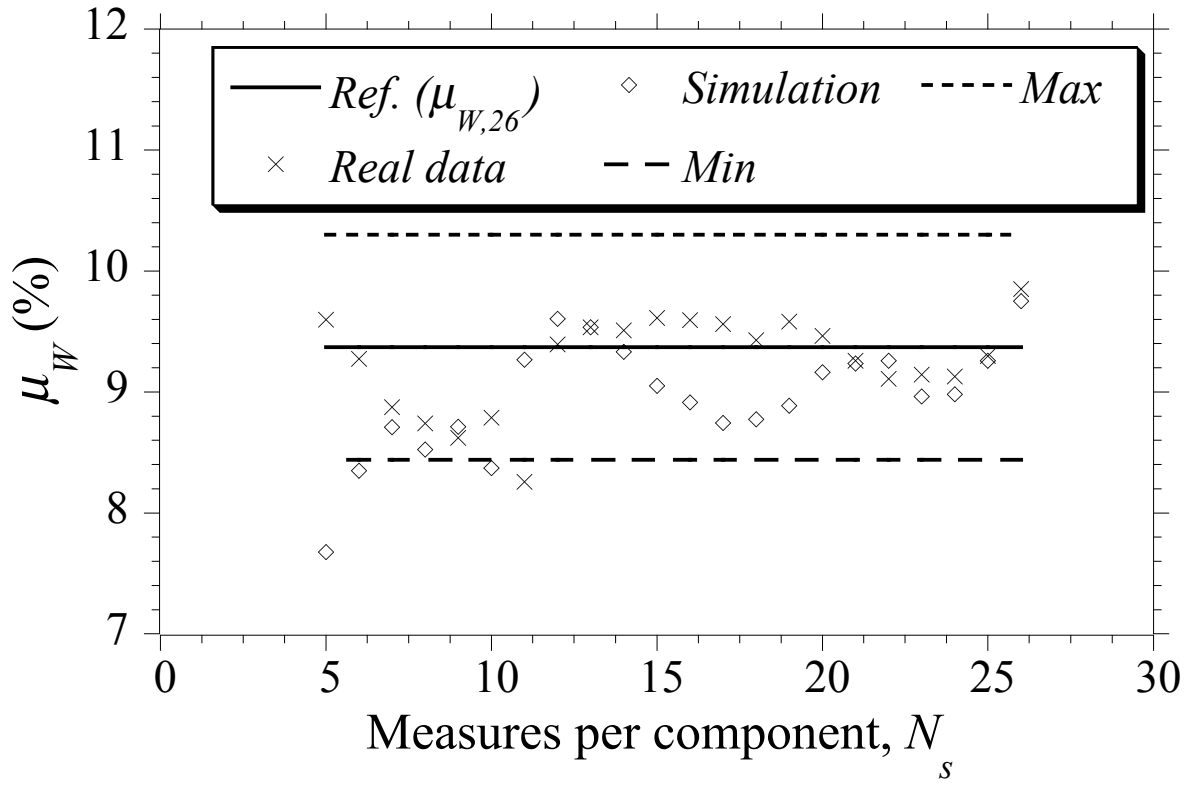 12
11
10
9
8
7
μW (%)
Ref. (μW,26)
Simulation
Max
Real data
Min
0 5 10 15 20 25 30
Measures per component, Ns